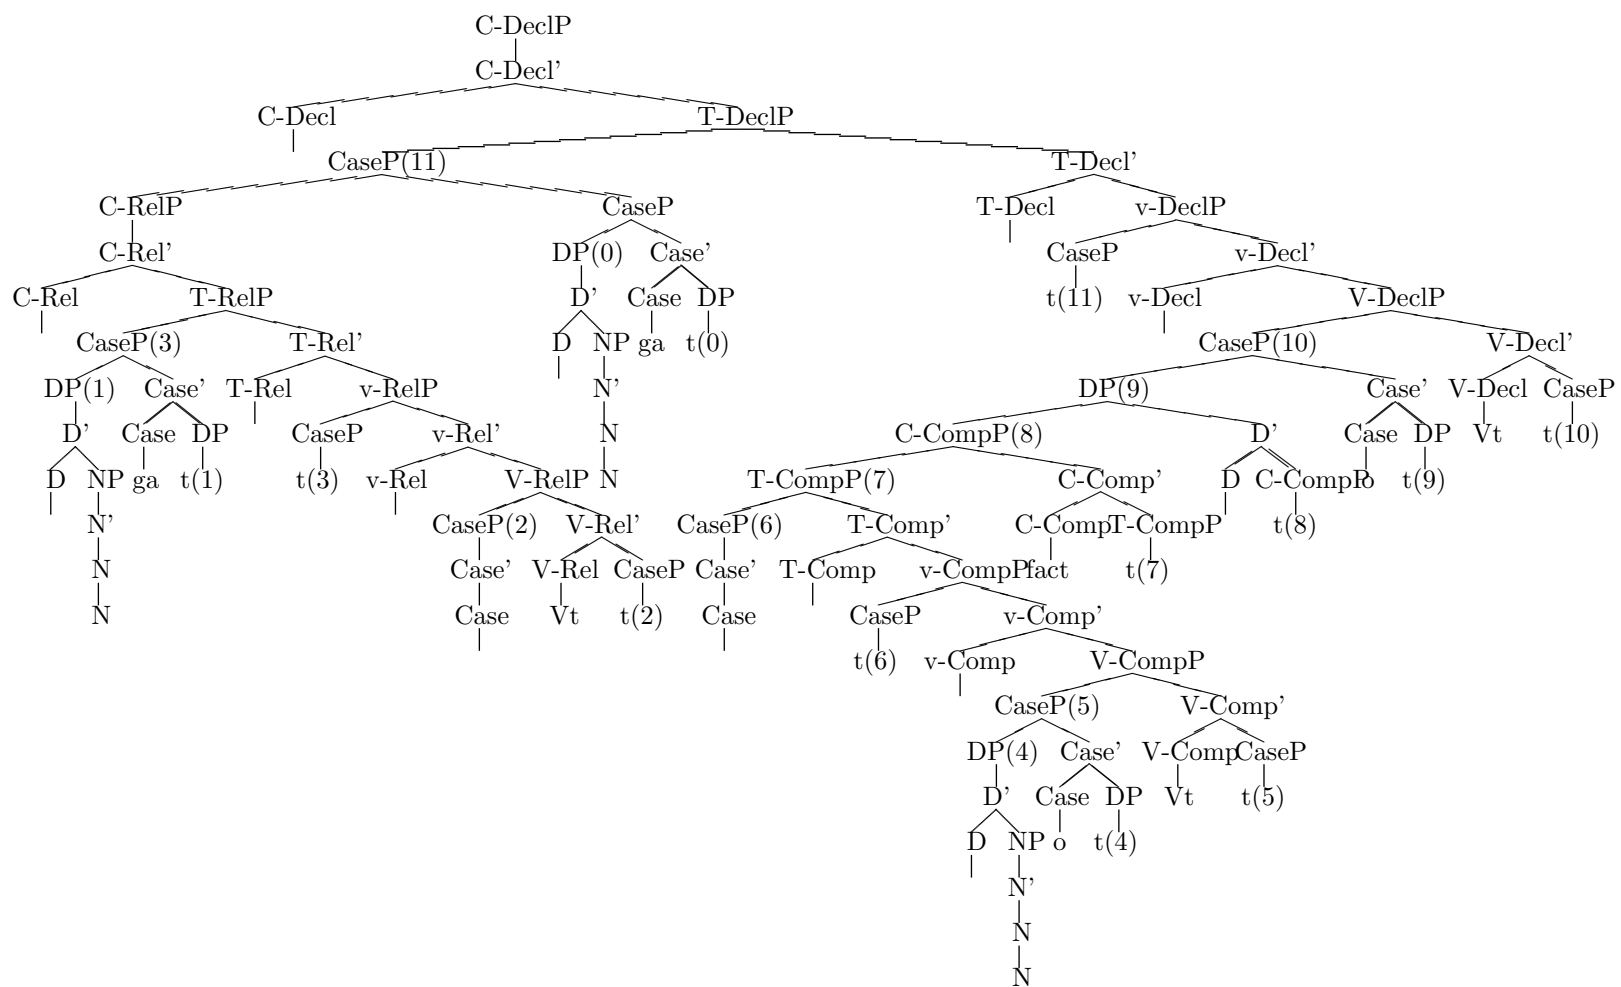 C-DeclP
C-Decl'
C-Decl T-DeclP
CaseP(11) T-Decl'
C-RelP CaseP T-Decl v-DeclP
C-Rel' DP(0) Case' CaseP v-Decl'
C-Rel T-RelP D' Case DP t(11) v-Decl V-DeclP
CaseP(3) T-Rel' D NP ga t(0) CaseP(10) V-Decl'
DP(1) Case' T-Rel v-RelP N' DP(9) Case' V-Decl CaseP
D' Case DP CaseP v-Rel' N C-CompP(8) D' Case DP Vt t(10)
D NP ga t(1) t(3) v-Rel V-RelP N T-CompP(7) C-Comp' D C-CompP o t(9)
N' CaseP(2) V-Rel' CaseP(6) T-Comp' C-Comp T-CompP t(8)
N Case' V-Rel CaseP Case' T-Comp v-CompP fact t(7)
N Case Vt t(2) Case CaseP v-Comp'
t(6) v-Comp V-CompP
CaseP(5) V-Comp'
DP(4) Case' V-Comp CaseP
D' Case DP Vt t(5)
D NP o t(4)
N'
N
N